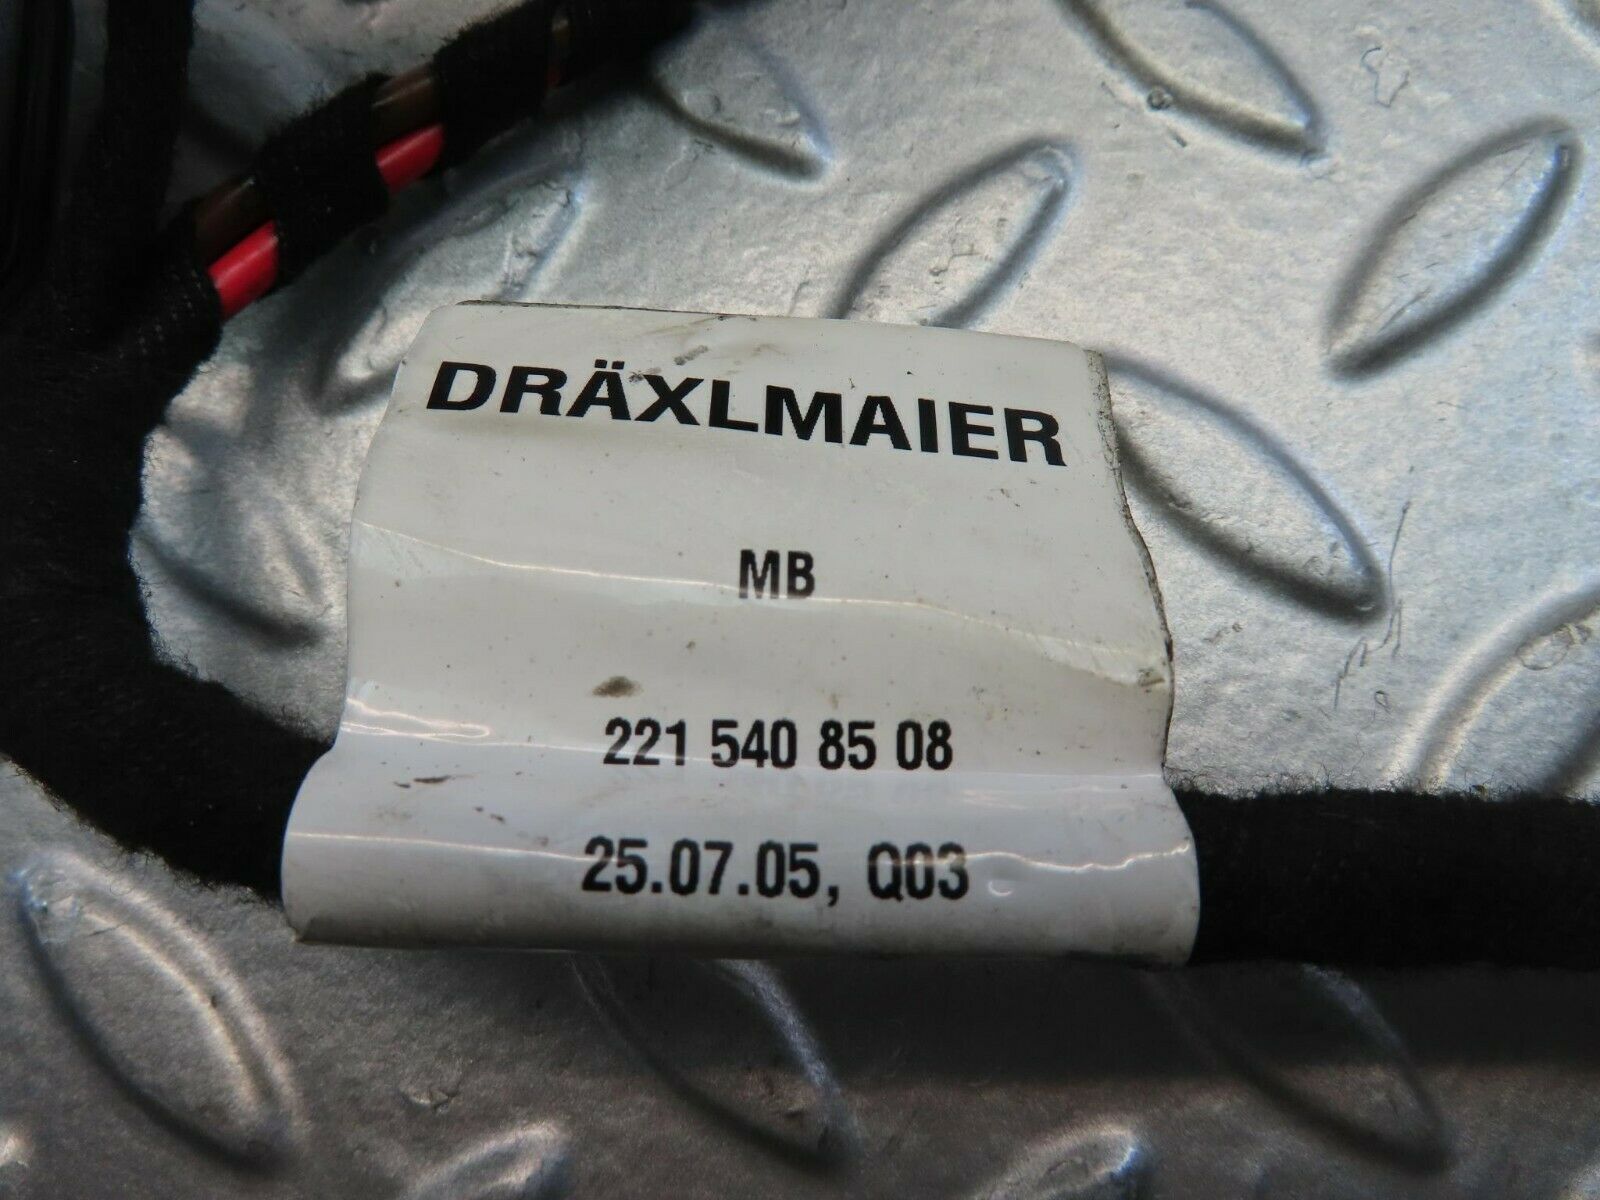 DRÄXLMAIER
MB
221 540 85 08
25.07.05, Q03